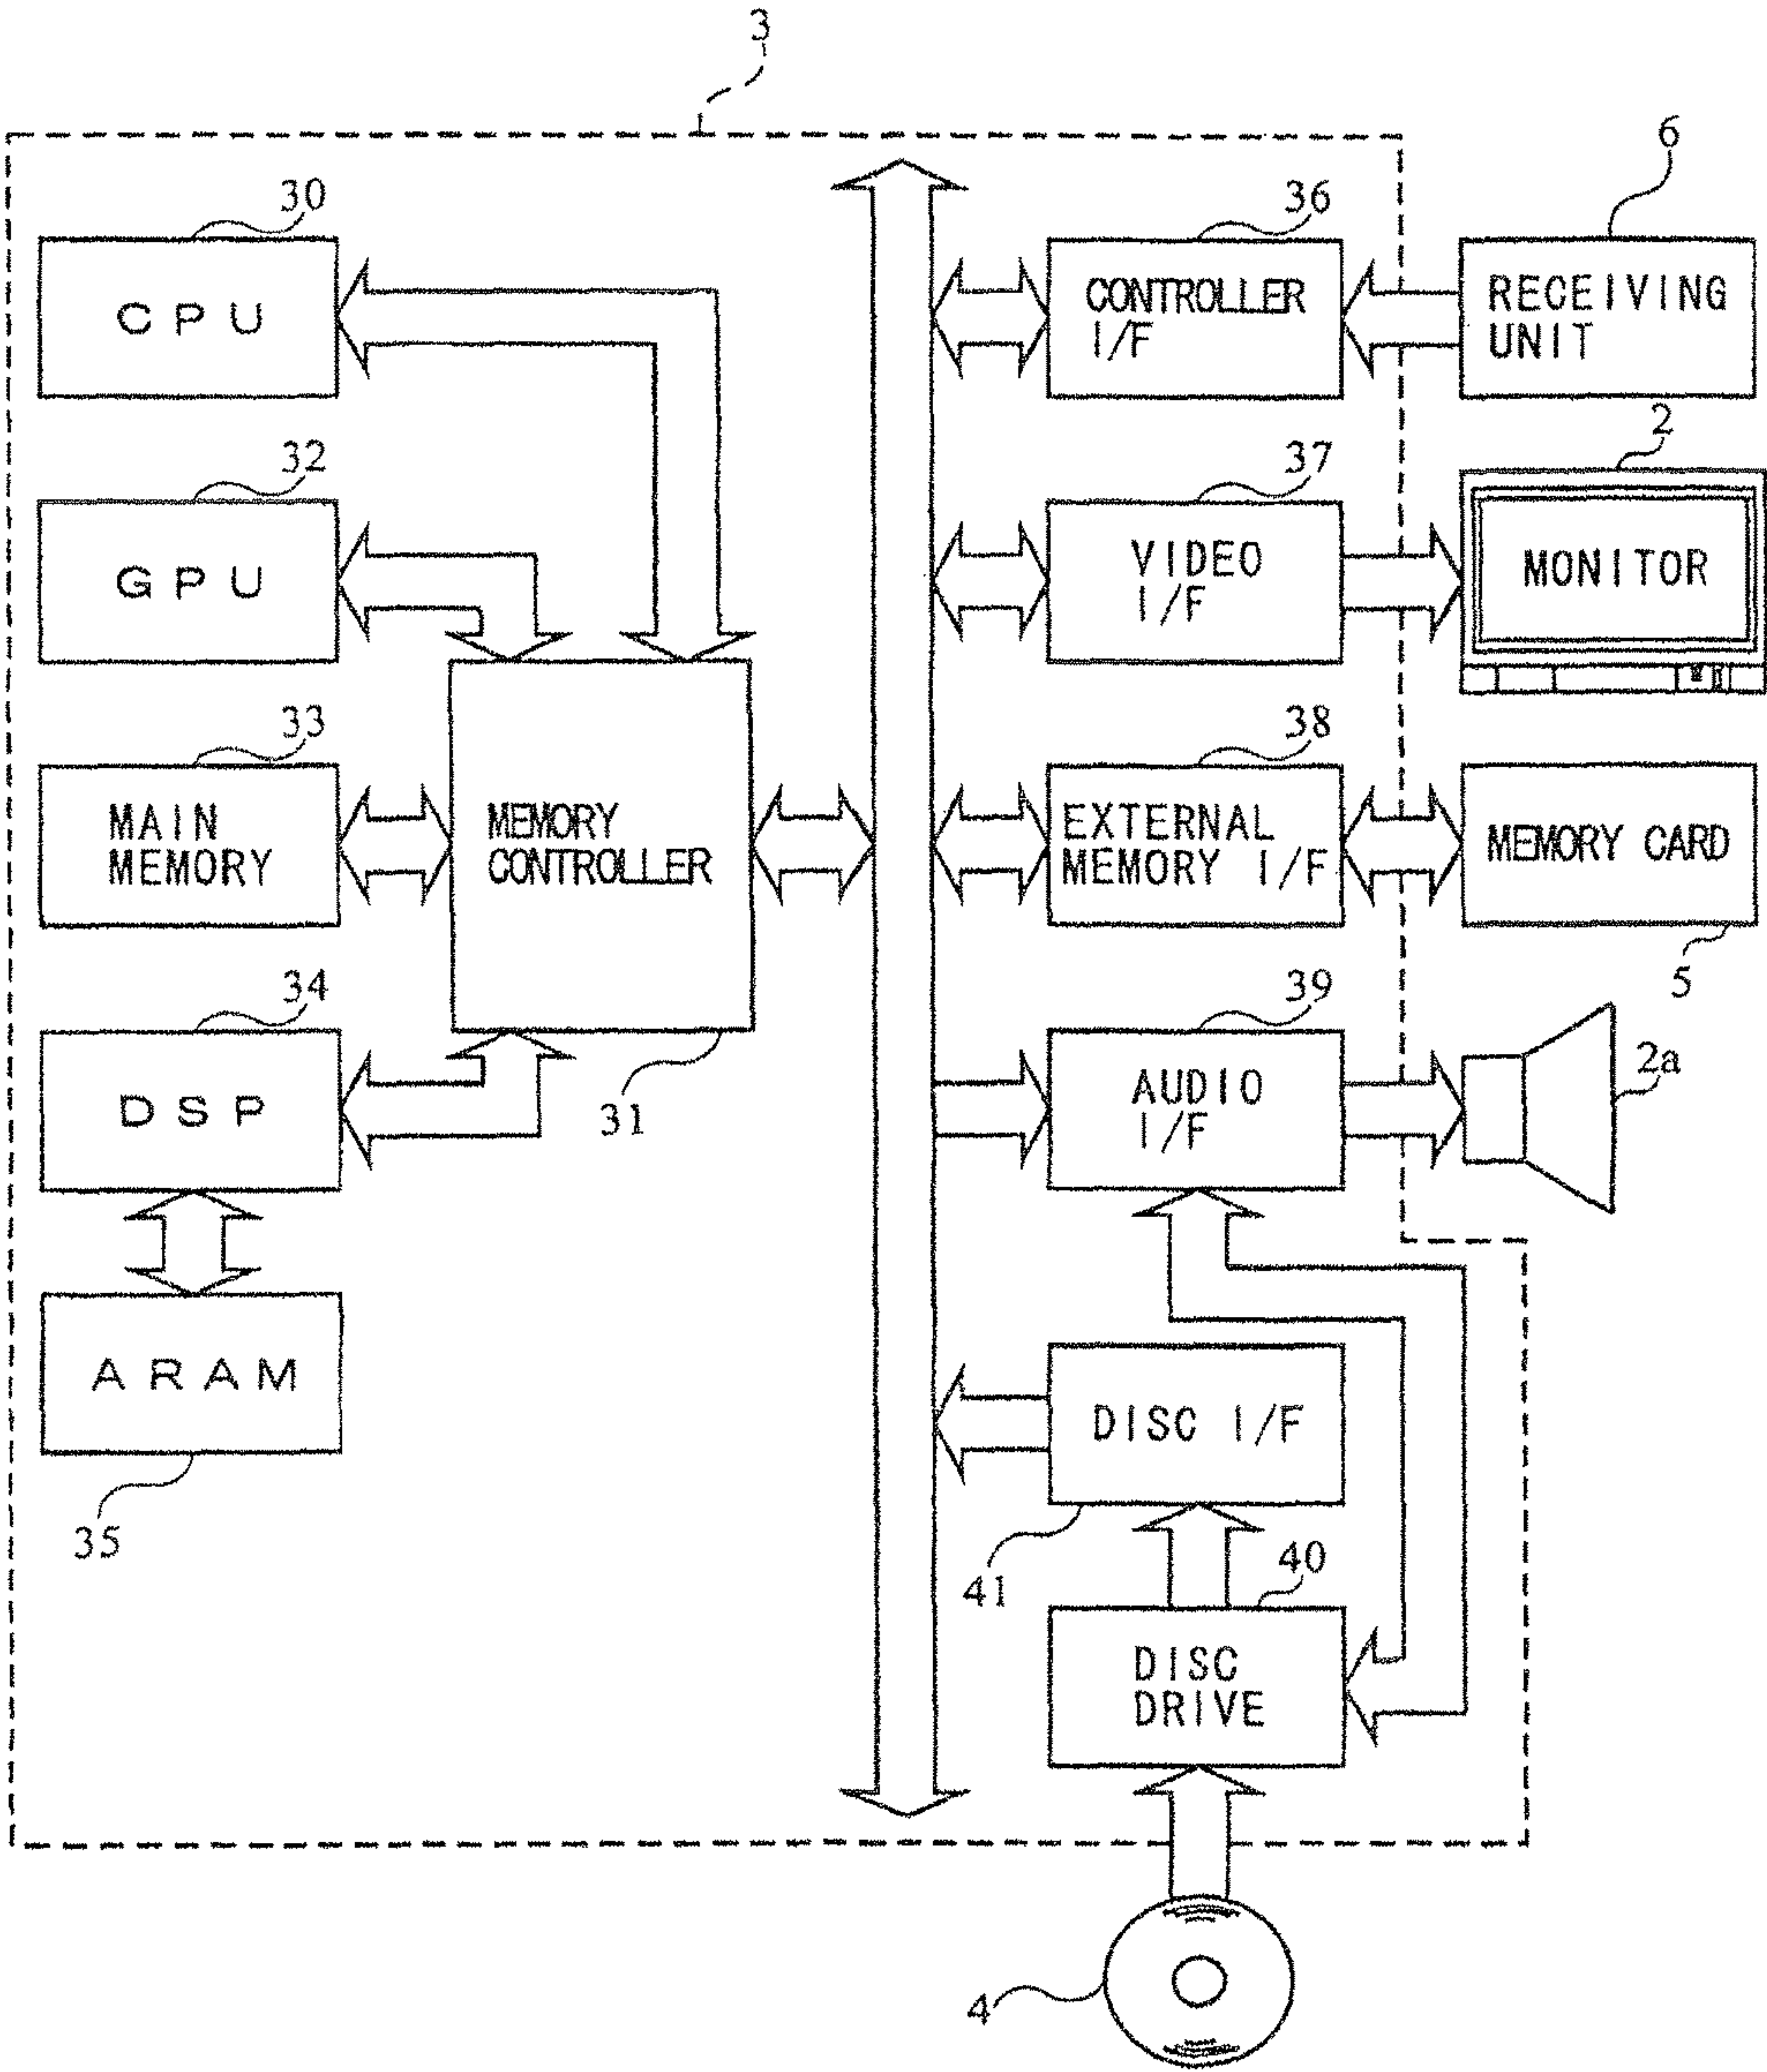 3
6
30
36
CPU
CONTROLLER
I/F
RECEIVING
UNIT
2
32
37
GPU
VIDEO
I/F
MONITOR
33
38
MAIN
MEMORY
MEMORY
CONTROLLER
EXTERNAL
MEMORY I/F
MEMORY CARD
5
34
39
DSP
31
AUDIO
I/F
2a
ARAM
35
DISC I/F
41
40
DISC
DRIVE
4